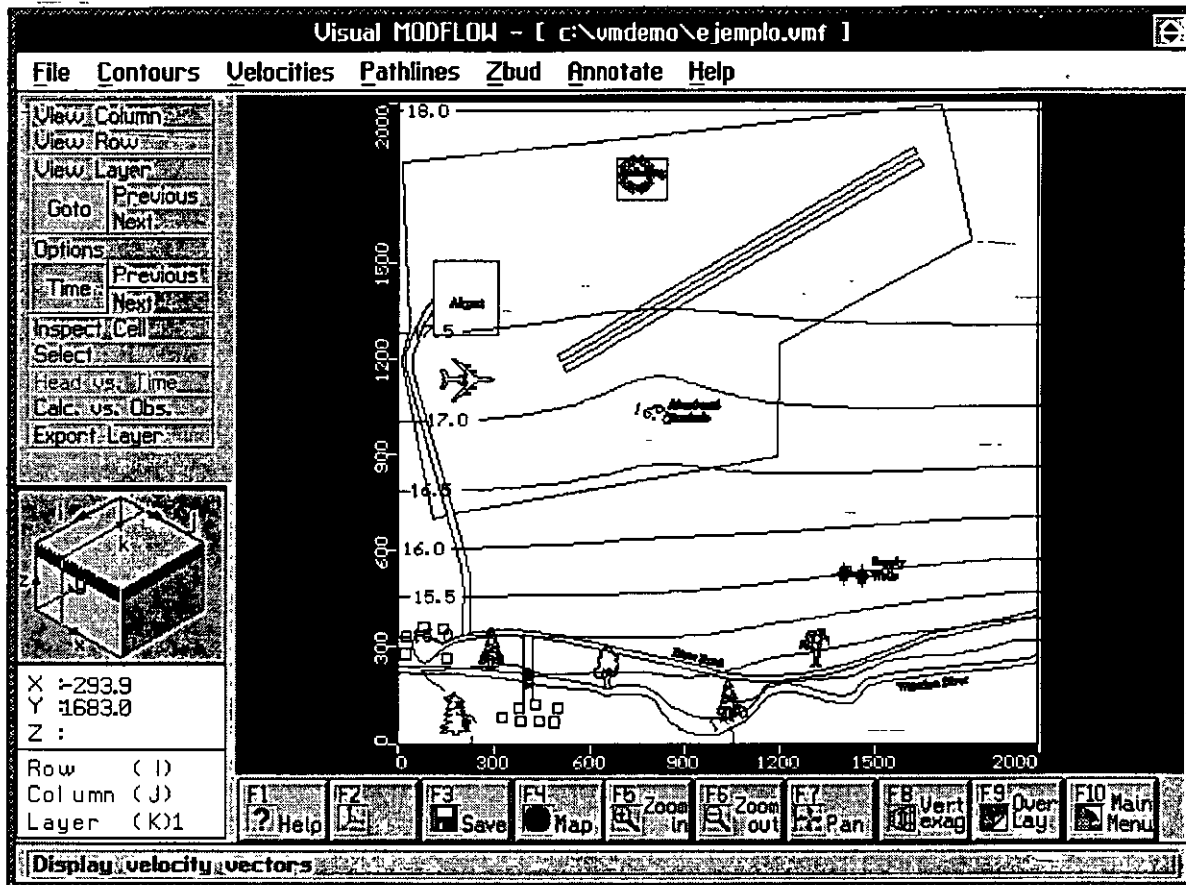 Visual MODFLOW - [ c:\vmdemo\ejemplo.vmf ]
File Contours Velocities Pathlines Zbud Annotate Help
View Column
View Row
View Layer
Goto Previous
Next
Options
Time Previous
Next
Inspect Cell
Select
Head vs. Time
Calc. vs. Obs.
Export Layer
X :-293.9
Y :1683.0
Z :
Row (I)
Column (J)
Layer (K)1
2000
1500
1200
900
600
300
0
18.0
17.0
16.5
16.0
15.5
0 300 600 900 1200 1500 2000
F1 ? Help
F2
F3 Save
F4 Map
F5 Zoom in
F6 Zoom out
F7 Pan
F8 Vert exag
F9 Over Lay
F10 Main Menu
Display velocity vectors